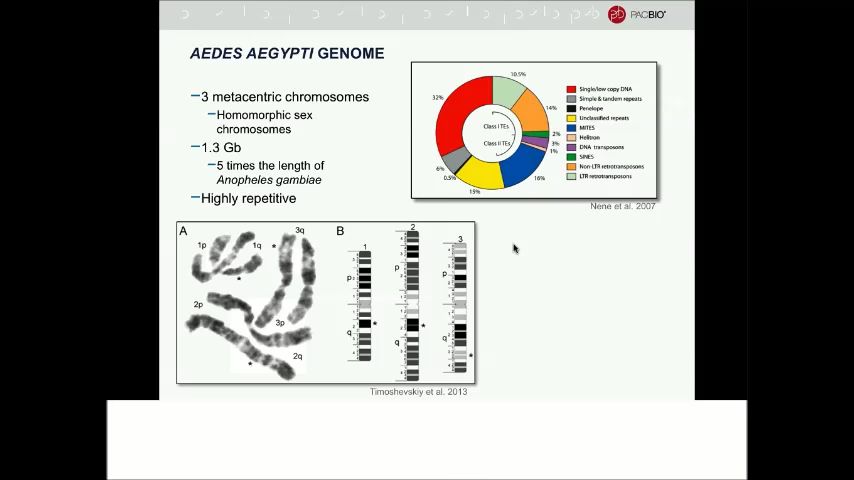 PACBIO
AEDES AEGYPTI GENOME
–3 metacentric chromosomes
–Homomorphic sex
chromosomes
–1.3 Gb
–5 times the length of
Anopheles gambiae
–Highly repetitive
10.5%
14%
2%
3%
1%
16%
15%
0.5%
6%
32%
Class I TEs
Class II TEs
Single/low copy DNA
Simple & tandem repeats
Penelope
Unclassified repeats
MITES
Helitron
DNA transposons
SINES
Non-LTR retrotransposons
LTR retrotransposons
Nene et al. 2007
A
1p
1q
*
3q
*
2p
3p
2q
*
B
1
p
q
*
2
p
q
*
3
p
q
*
Timoshevskiy et al. 2013